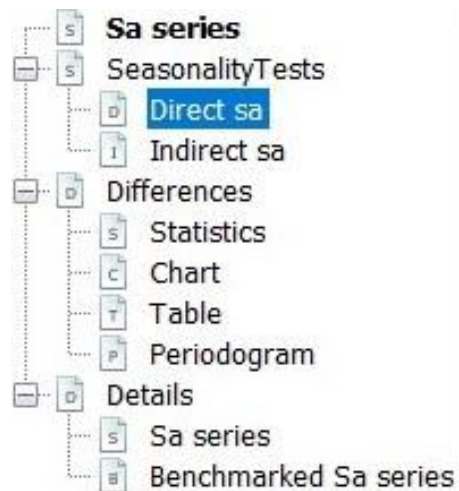 S Sa series
S SeasonalityTests
D Direct sa
I Indirect sa
D Differences
S Statistics
C Chart
T Table
P Periodogram
D Details
S Sa series
B Benchmarked Sa series